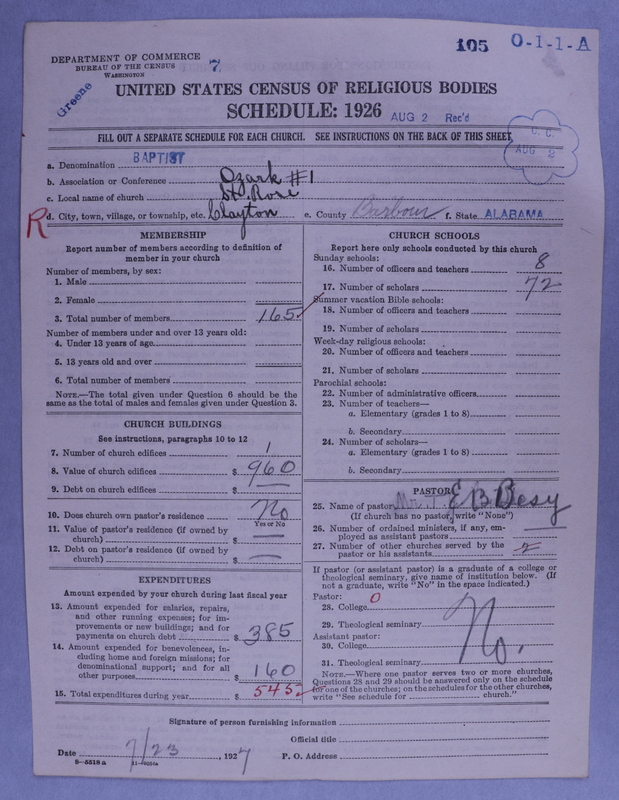 105 O-1-1-A
DEPARTMENT OF COMMERCE
BUREAU OF THE CENSUS
WASHINGTON
7.
Greene
UNITED STATES CENSUS OF RELIGIOUS BODIES
SCHEDULE: 1926 AUG 2 Rec'd
FILL OUT A SEPARATE SCHEDULE FOR EACH CHURCH. SEE INSTRUCTIONS ON THE BACK OF THIS SHEET
C. C.
AUG 2
a. Denomination BAPTIST
b. Association or Conference Ozark #1
c. Local name of church St. Rose
R d. City, town, village, or township, etc. Clayton e. County Barbour f. State ALABAMA
MEMBERSHIP
Report number of members according to definition of
member in your church
Number of members, by sex:
1. Male
2. Female
3. Total number of members 165
Number of members under and over 13 years old:
4. Under 13 years of age
5. 13 years old and over
6. Total number of members
NOTE.—The total given under Question 6 should be the
same as the total of males and females given under Question 3.
CHURCH BUILDINGS
See instructions, paragraphs 10 to 12
7. Number of church edifices 1
8. Value of church edifices $ 960
9. Debt on church edifices $ —
10. Does church own pastor's residence No
Yes or No
11. Value of pastor's residence (if owned by
church) $ —
12. Debt on pastor's residence (if owned by
church) $ —
EXPENDITURES
Amount expended by your church during last fiscal year
13. Amount expended for salaries, repairs,
and other running expenses; for im-
provements or new buildings; and for
payments on church debt $ 385
14. Amount expended for benevolences, in-
cluding home and foreign missions; for
denominational support; and for all
other purposes $ 160
15. Total expenditures during year $ 545
CHURCH SCHOOLS
Report here only schools conducted by this church
Sunday schools:
16. Number of officers and teachers 8
17. Number of scholars 72
Summer vacation Bible schools:
18. Number of officers and teachers
19. Number of scholars
Week-day religious schools:
20. Number of officers and teachers
21. Number of scholars
Parochial schools:
22. Number of administrative officers
23. Number of teachers—
a. Elementary (grades 1 to 8)
b. Secondary
24. Number of scholars—
a. Elementary (grades 1 to 8)
b. Secondary
PASTOR
25. Name of pastor E B Besy
(If church has no pastor, write "None")
26. Number of ordained ministers, if any, em-
ployed as assistant pastors —
27. Number of other churches served by the
pastor or his assistants 2
If pastor (or assistant pastor) is a graduate of a college or
theological seminary, give name of institution below. (If
not a graduate, write "No" in the space indicated.)
Pastor: 0
28. College
29. Theological seminary No.
Assistant pastor:
30. College
31. Theological seminary
NOTE.—Where one pastor serves two or more churches,
Questions 28 and 29 should be answered only on the schedule
for one of the churches; on the schedules for the other churches,
write "See schedule for church."
Signature of person furnishing information
Official title
Date 7/23, 1927 P. O. Address